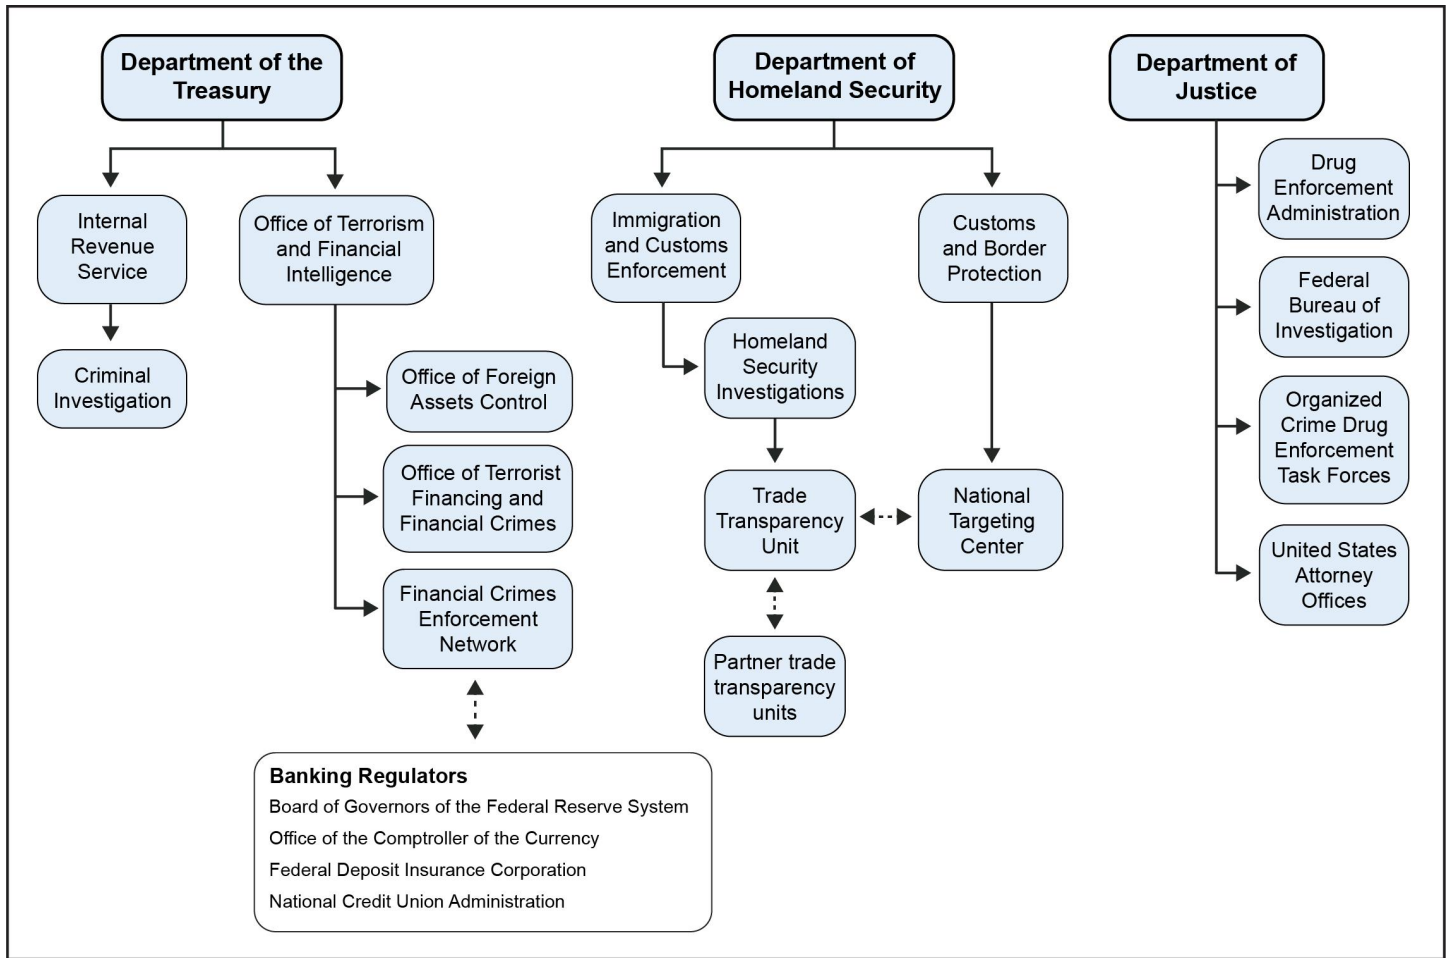 Department of the
Treasury
Department of
Homeland Security
Department of
Justice
Internal
Revenue
Service
Criminal
Investigation
Office of Terrorism
and Financial
Intelligence
Office of Foreign
Assets Control
Office of Terrorist
Financing and
Financial Crimes
Financial Crimes
Enforcement
Network
Banking Regulators
Board of Governors of the Federal Reserve System
Office of the Comptroller of the Currency
Federal Deposit Insurance Corporation
National Credit Union Administration
Immigration
and Customs
Enforcement
Homeland
Security
Investigations
Trade
Transparency
Unit
Partner trade
transparency
units
Customs
and Border
Protection
National
Targeting
Center
Drug
Enforcement
Administration
Federal
Bureau of
Investigation
Organized
Crime Drug
Enforcement
Task Forces
United States
Attorney
Offices